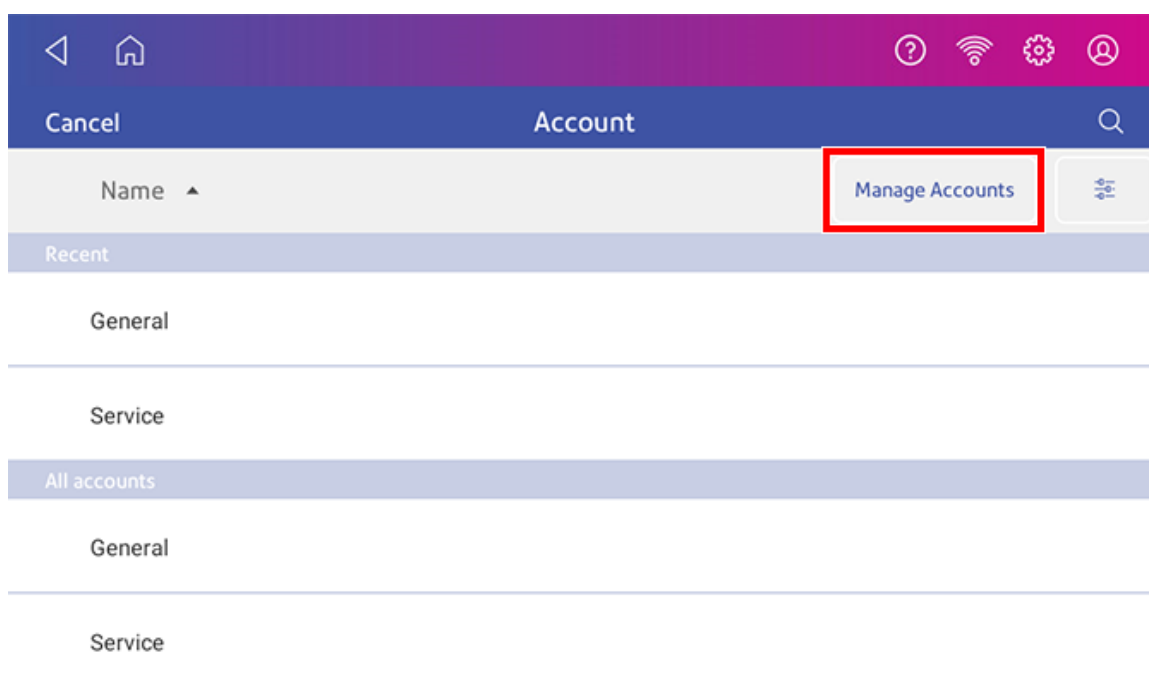 Cancel Account
Name Manage Accounts
Recent
General
Service
All accounts
General
Service